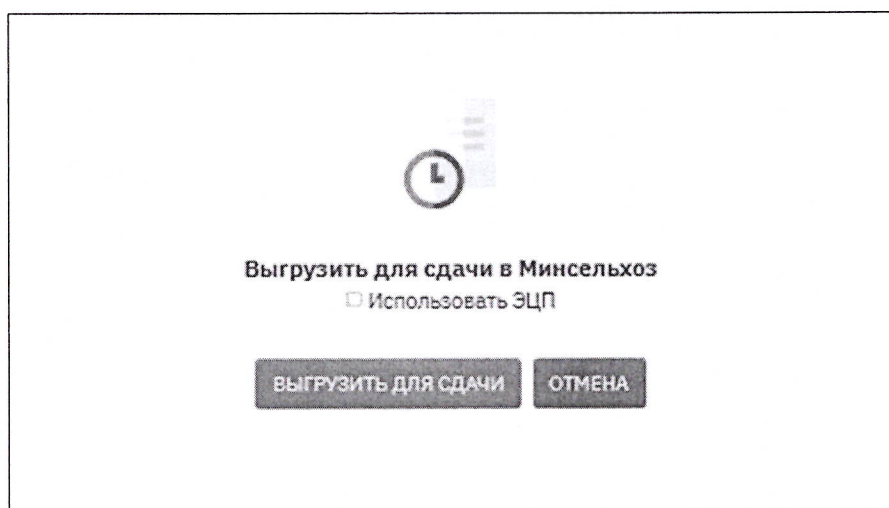 Выгрузить для сдачи в Минсельхоз
Использовать ЭЦП
ВЫГРУЗИТЬ ДЛЯ СДАЧИ ОТМЕНА